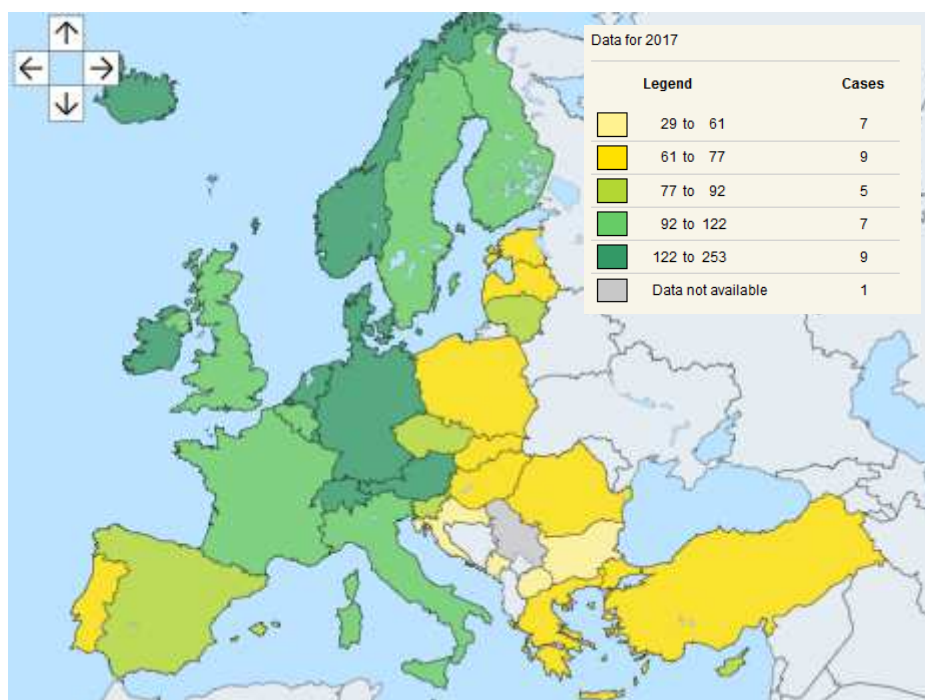 Data for 2017
Legend Cases
29 to 61 7
61 to 77 9
77 to 92 5
92 to 122 7
122 to 253 9
Data not available 1